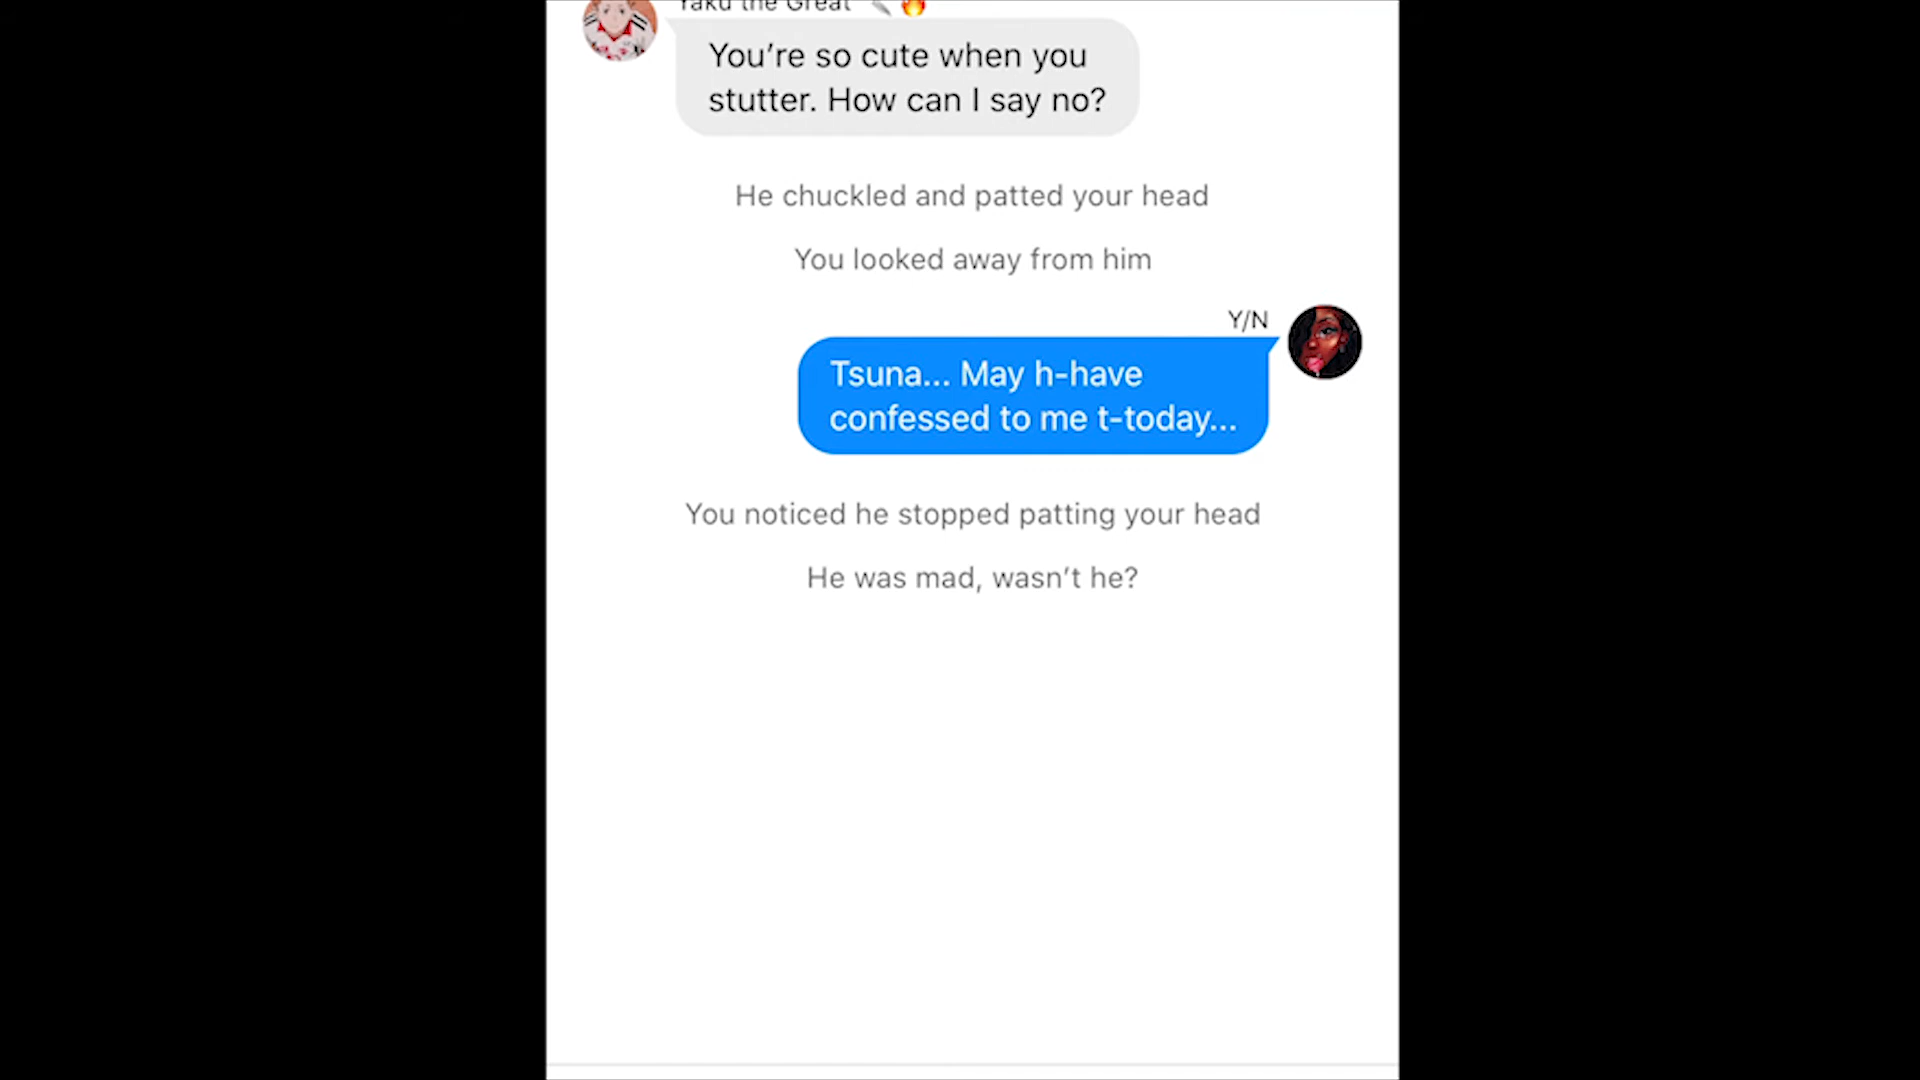 Yaku the Great
You’re so cute when you
stutter. How can I say no?
He chuckled and patted your head
You looked away from him
Y/N
Tsuna... May h-have
confessed to me t-today...
You noticed he stopped patting your head
He was mad, wasn’t he?